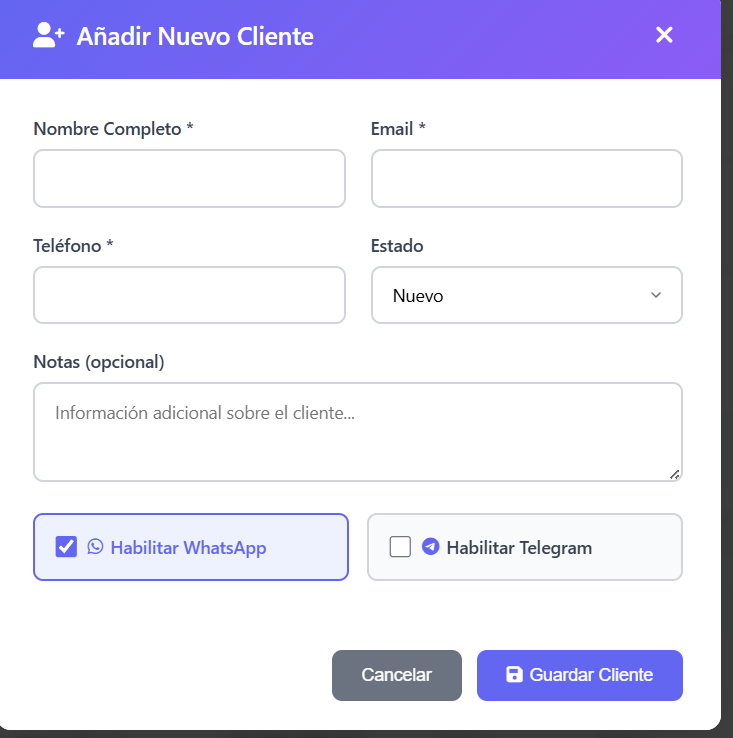 Añadir Nuevo Cliente
Nombre Completo * Email *
Teléfono * Estado
Nuevo
Notas (opcional)
Información adicional sobre el cliente...
Habilitar WhatsApp Habilitar Telegram
Cancelar Guardar Cliente